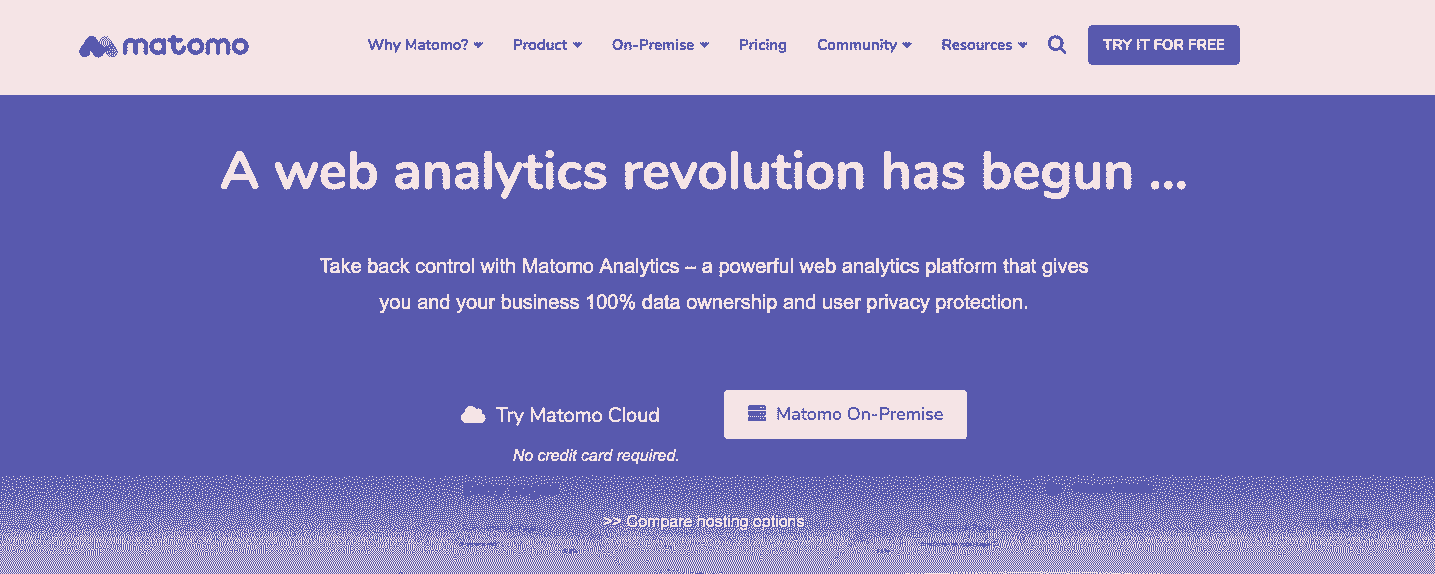 matomo
Why Matomo? Product On-Premise Pricing Community Resources TRY IT FOR FREE
A web analytics revolution has begun ...
Take back control with Matomo Analytics – a powerful web analytics platform that gives
you and your business 100% data ownership and user privacy protection.
Try Matomo Cloud Matomo On-Premise
No credit card required.
>> Compare hosting options